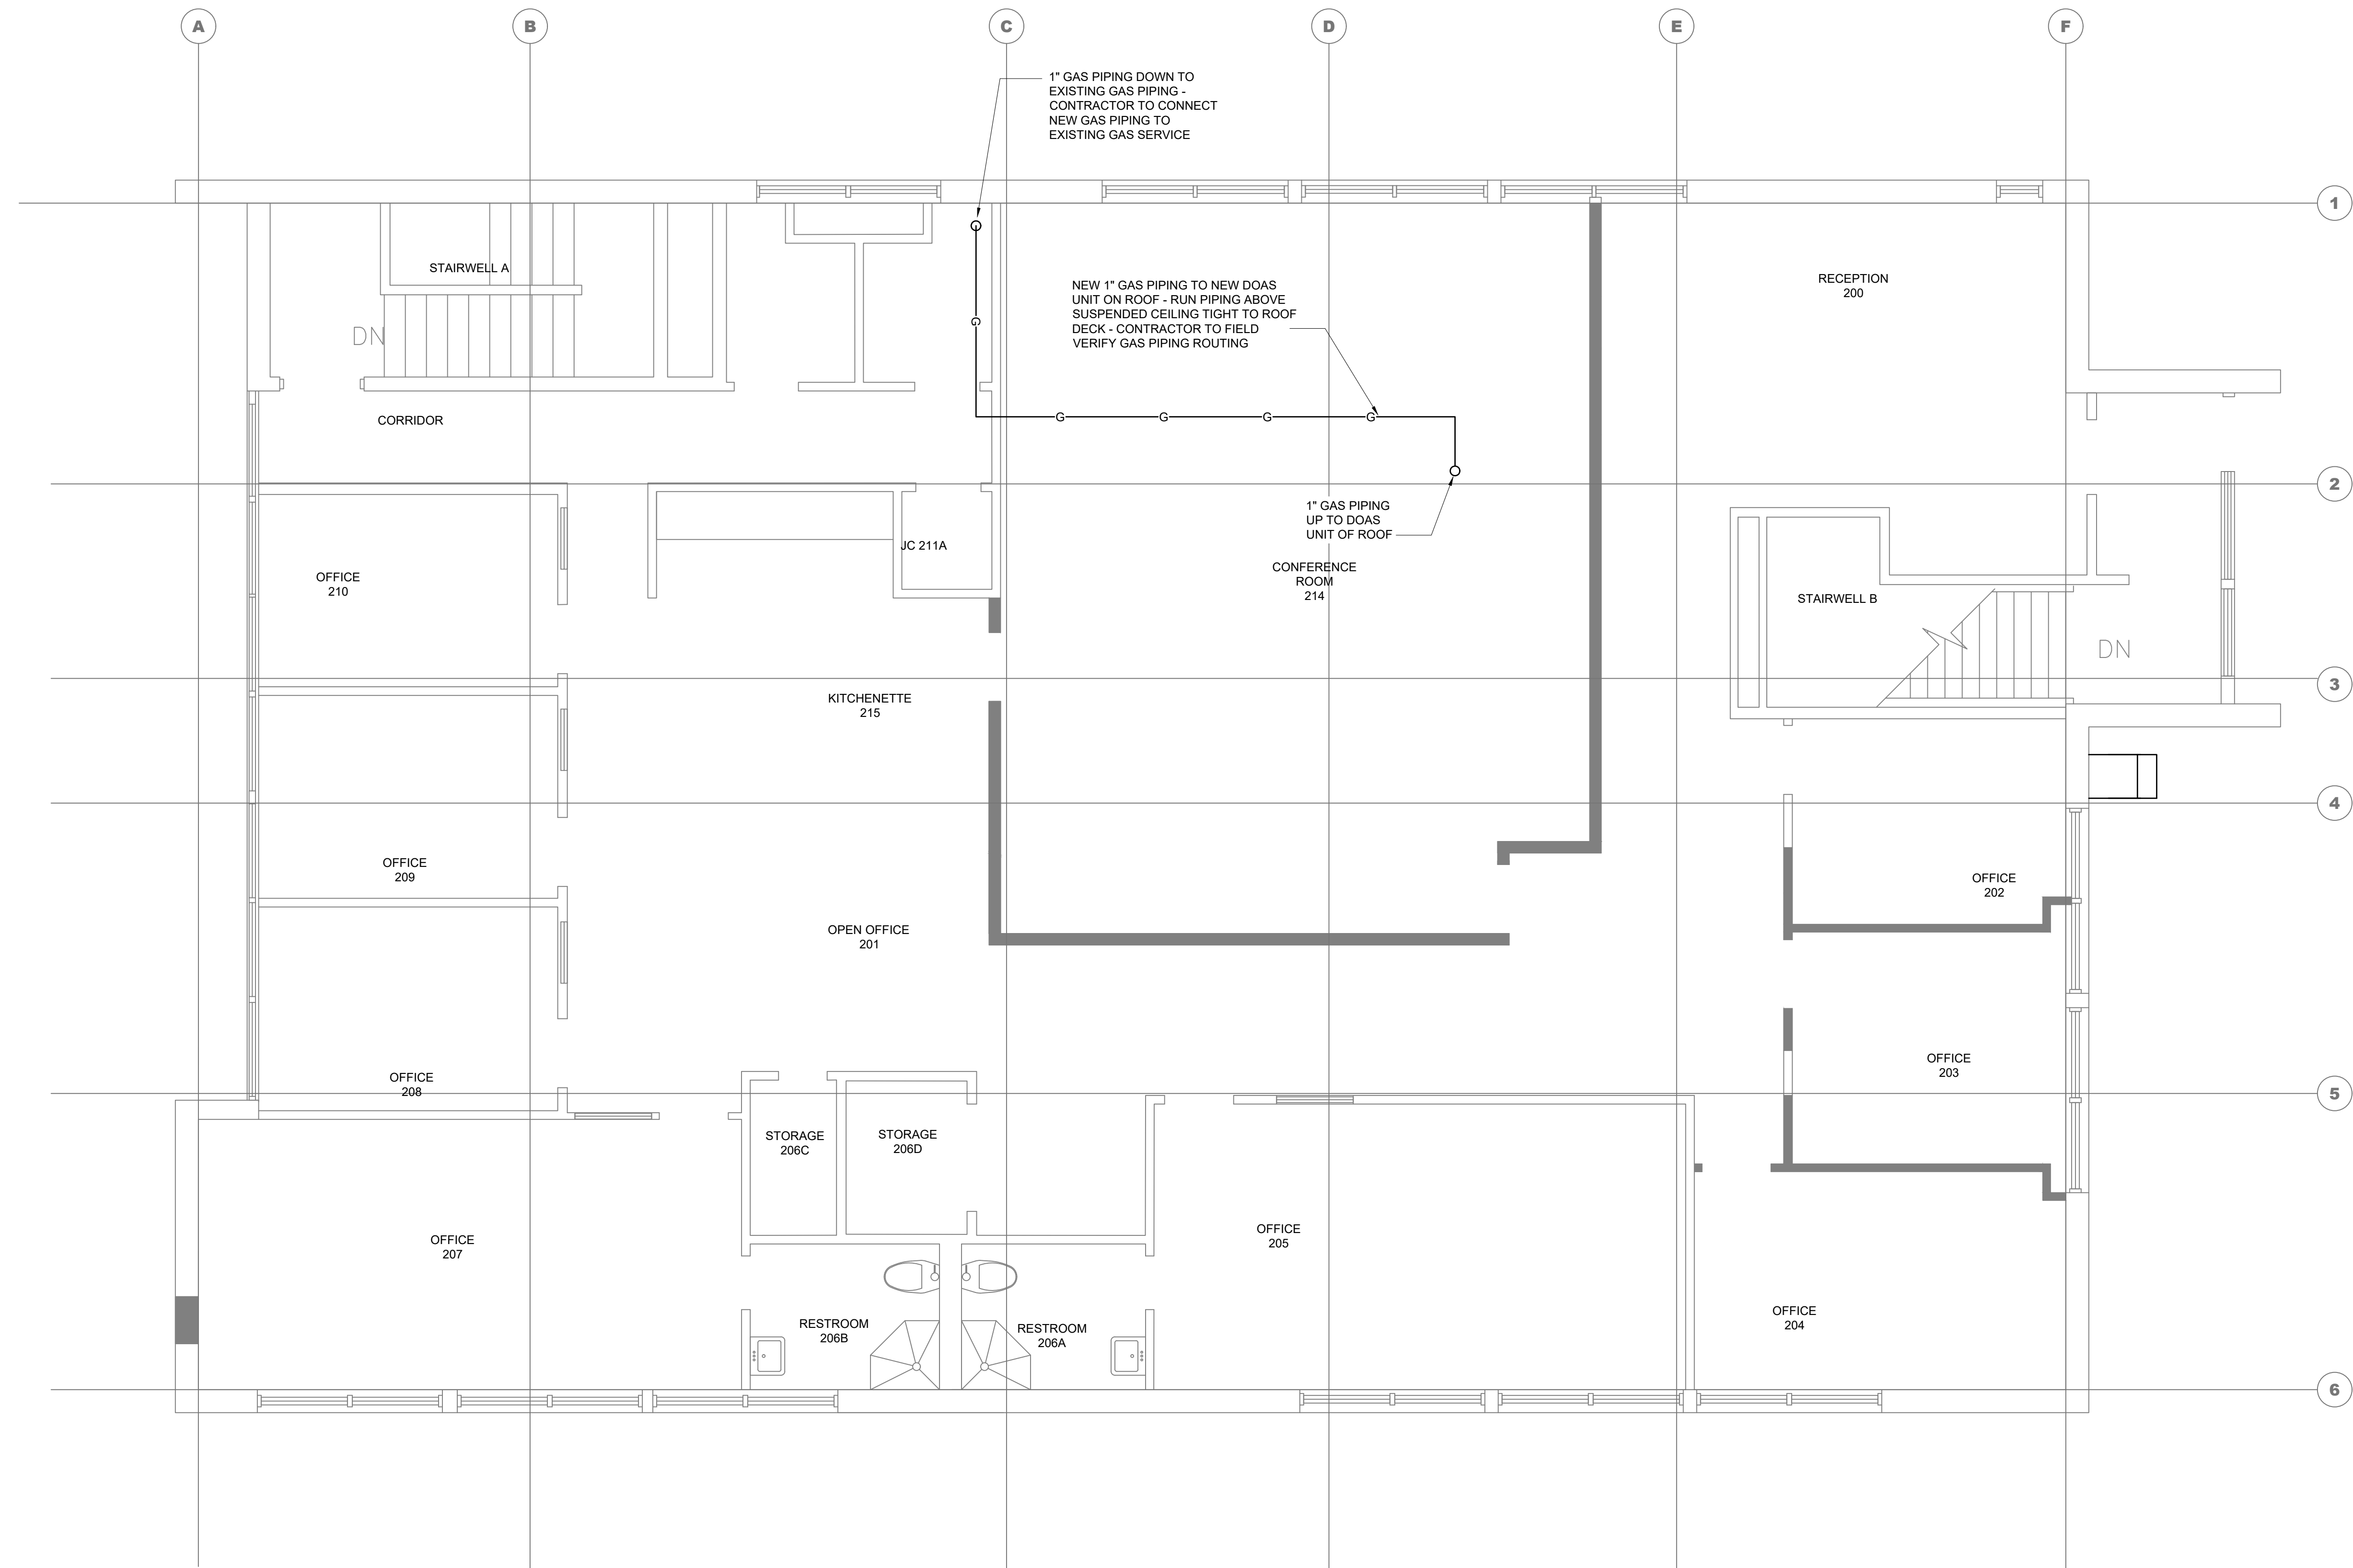 A
B
C
D
E
F
1" GAS PIPING DOWN TO
EXISTING GAS PIPING -
CONTRACTOR TO CONNECT
NEW GAS PIPING TO
EXISTING GAS SERVICE
1
STAIRWELL A
G
NEW 1" GAS PIPING TO NEW DOAS
UNIT ON ROOF - RUN PIPING ABOVE
SUSPENDED CEILING TIGHT TO ROOF
DECK - CONTRACTOR TO FIELD
VERIFY GAS PIPING ROUTING
RECEPTION
200
DN
CORRIDOR
G
G
G
G
2
1" GAS PIPING
UP TO DOAS
UNIT OF ROOF
JC 211A
OFFICE
210
CONFERENCE
ROOM
214
STAIRWELL B
DN
3
KITCHENETTE
215
4
OFFICE
209
OFFICE
202
OPEN OFFICE
201
OFFICE
208
OFFICE
203
5
STORAGE
206C
STORAGE
206D
OFFICE
207
OFFICE
205
RESTROOM
206B
RESTROOM
206A
OFFICE
204
6